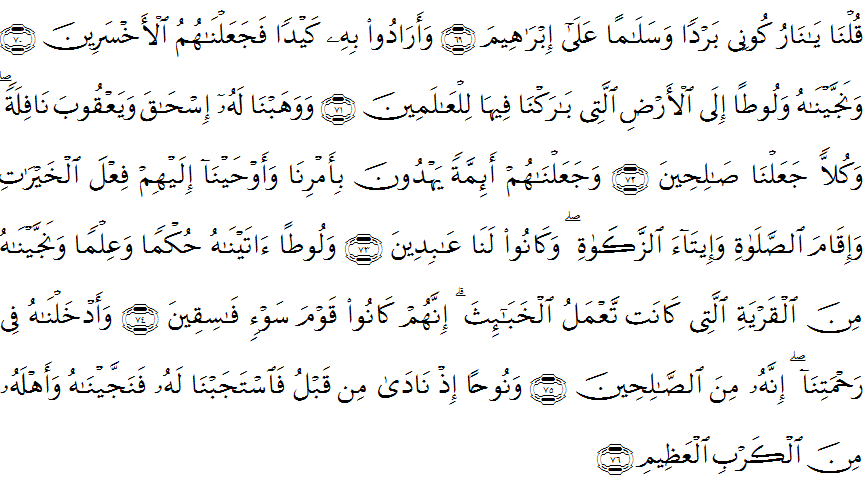 قُلْنَا يَـٰنَارُ كُونِى بَرْدًا وَسَلَـٰمًا عَلَىٰٓ إِبْرَٰهِيمَ ﴿٦٩﴾ وَأَرَادُوا۟ بِهِۦ كَيْدًا فَجَعَلْنَـٰهُمُ ٱلْأَخْسَرِينَ ﴿٧٠﴾
وَنَجَّيْنَـٰهُ وَلُوطًا إِلَى ٱلْأَرْضِ ٱلَّتِى بَـٰرَكْنَا فِيهَا لِلْعَـٰلَمِينَ ﴿٧١﴾ وَوَهَبْنَا لَهُۥٓ إِسْحَـٰقَ وَيَعْقُوبَ نَافِلَةً ۖ
وَكُلاًّ جَعَلْنَا صَـٰلِحِينَ ﴿٧٢﴾ وَجَعَلْنَـٰهُمْ أَئِمَّةً يَهْدُونَ بِأَمْرِنَا وَأَوْحَيْنَآ إِلَيْهِمْ فِعْلَ ٱلْخَيْرَٰتِ
وَإِقَامَ ٱلصَّلَوٰةِ وَإِيتَآءَ ٱلزَّكَوٰةِ ۖ وَكَانُوا۟ لَنَا عَـٰبِدِينَ ﴿٧٣﴾ وَلُوطًا ءَاتَيْنَـٰهُ حُكْمًا وَعِلْمًا وَنَجَّيْنَـٰهُ
مِنَ ٱلْقَرْيَةِ ٱلَّتِى كَانَت تَّعْمَلُ ٱلْخَبَـٰٓئِثَ ۗ إِنَّهُمْ كَانُوا۟ قَوْمَ سَوْءٍ فَـٰسِقِينَ ﴿٧٤﴾ وَأَدْخَلْنَـٰهُ فِى
رَحْمَتِنَآ ۖ إِنَّهُۥ مِنَ ٱلصَّـٰلِحِينَ ﴿٧٥﴾ وَنُوحًا إِذْ نَادَىٰ مِن قَبْلُ فَٱسْتَجَبْنَا لَهُۥ فَنَجَّيْنَـٰهُ وَأَهْلَهُۥ
مِنَ ٱلْكَرْبِ ٱلْعَظِيمِ ﴿٧٦﴾